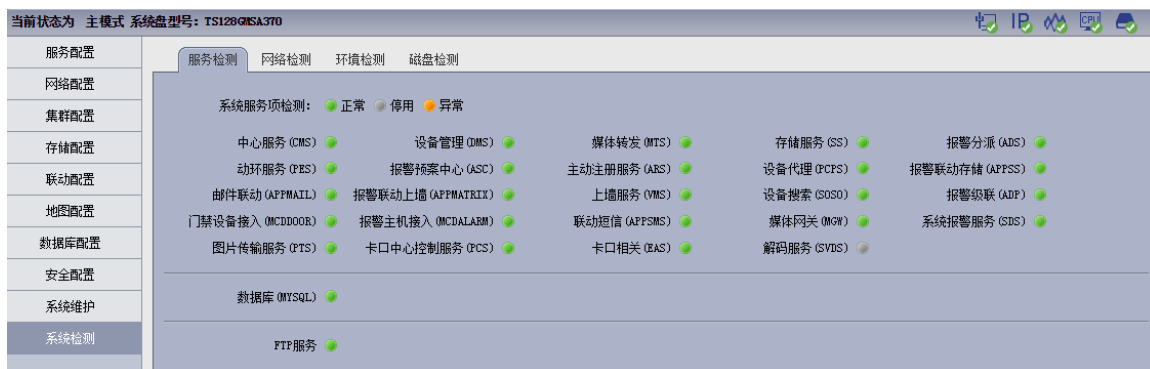 当前状态为 主模式 系统盘型号: TS128GMSA370
IP CPU
服务配置
网络配置
集群配置
存储配置
联动配置
地图配置
数据库配置
安全配置
系统维护
系统检测
服务检测 网络检测 环境检测 磁盘检测
系统服务项检测: 正常 停用 异常
中心服务(CMS) 设备管理(DMS) 媒体转发(MTS) 存储服务(SS) 报警分派(ADS)
动环服务(PES) 报警预案中心(ASC) 主动注册服务(ARS) 设备代理(PCPS) 报警联动存储(APPSS)
邮件联动(APPMAIL) 报警联动上墙(APPMATRIX) 上墙服务(VMS) 设备搜索(SOSO) 报警级联(ADP)
门禁设备接入(MCDDOOR) 报警主机接入(MCDALARM) 联动短信(APPSMS) 媒体网关(MGW) 系统报警服务(SDS)
图片传输服务(PTS) 卡口中心控制服务(PCS) 卡口相关(EAS) 解码服务(SVDS)
数据库(MYSQL)
FTP服务